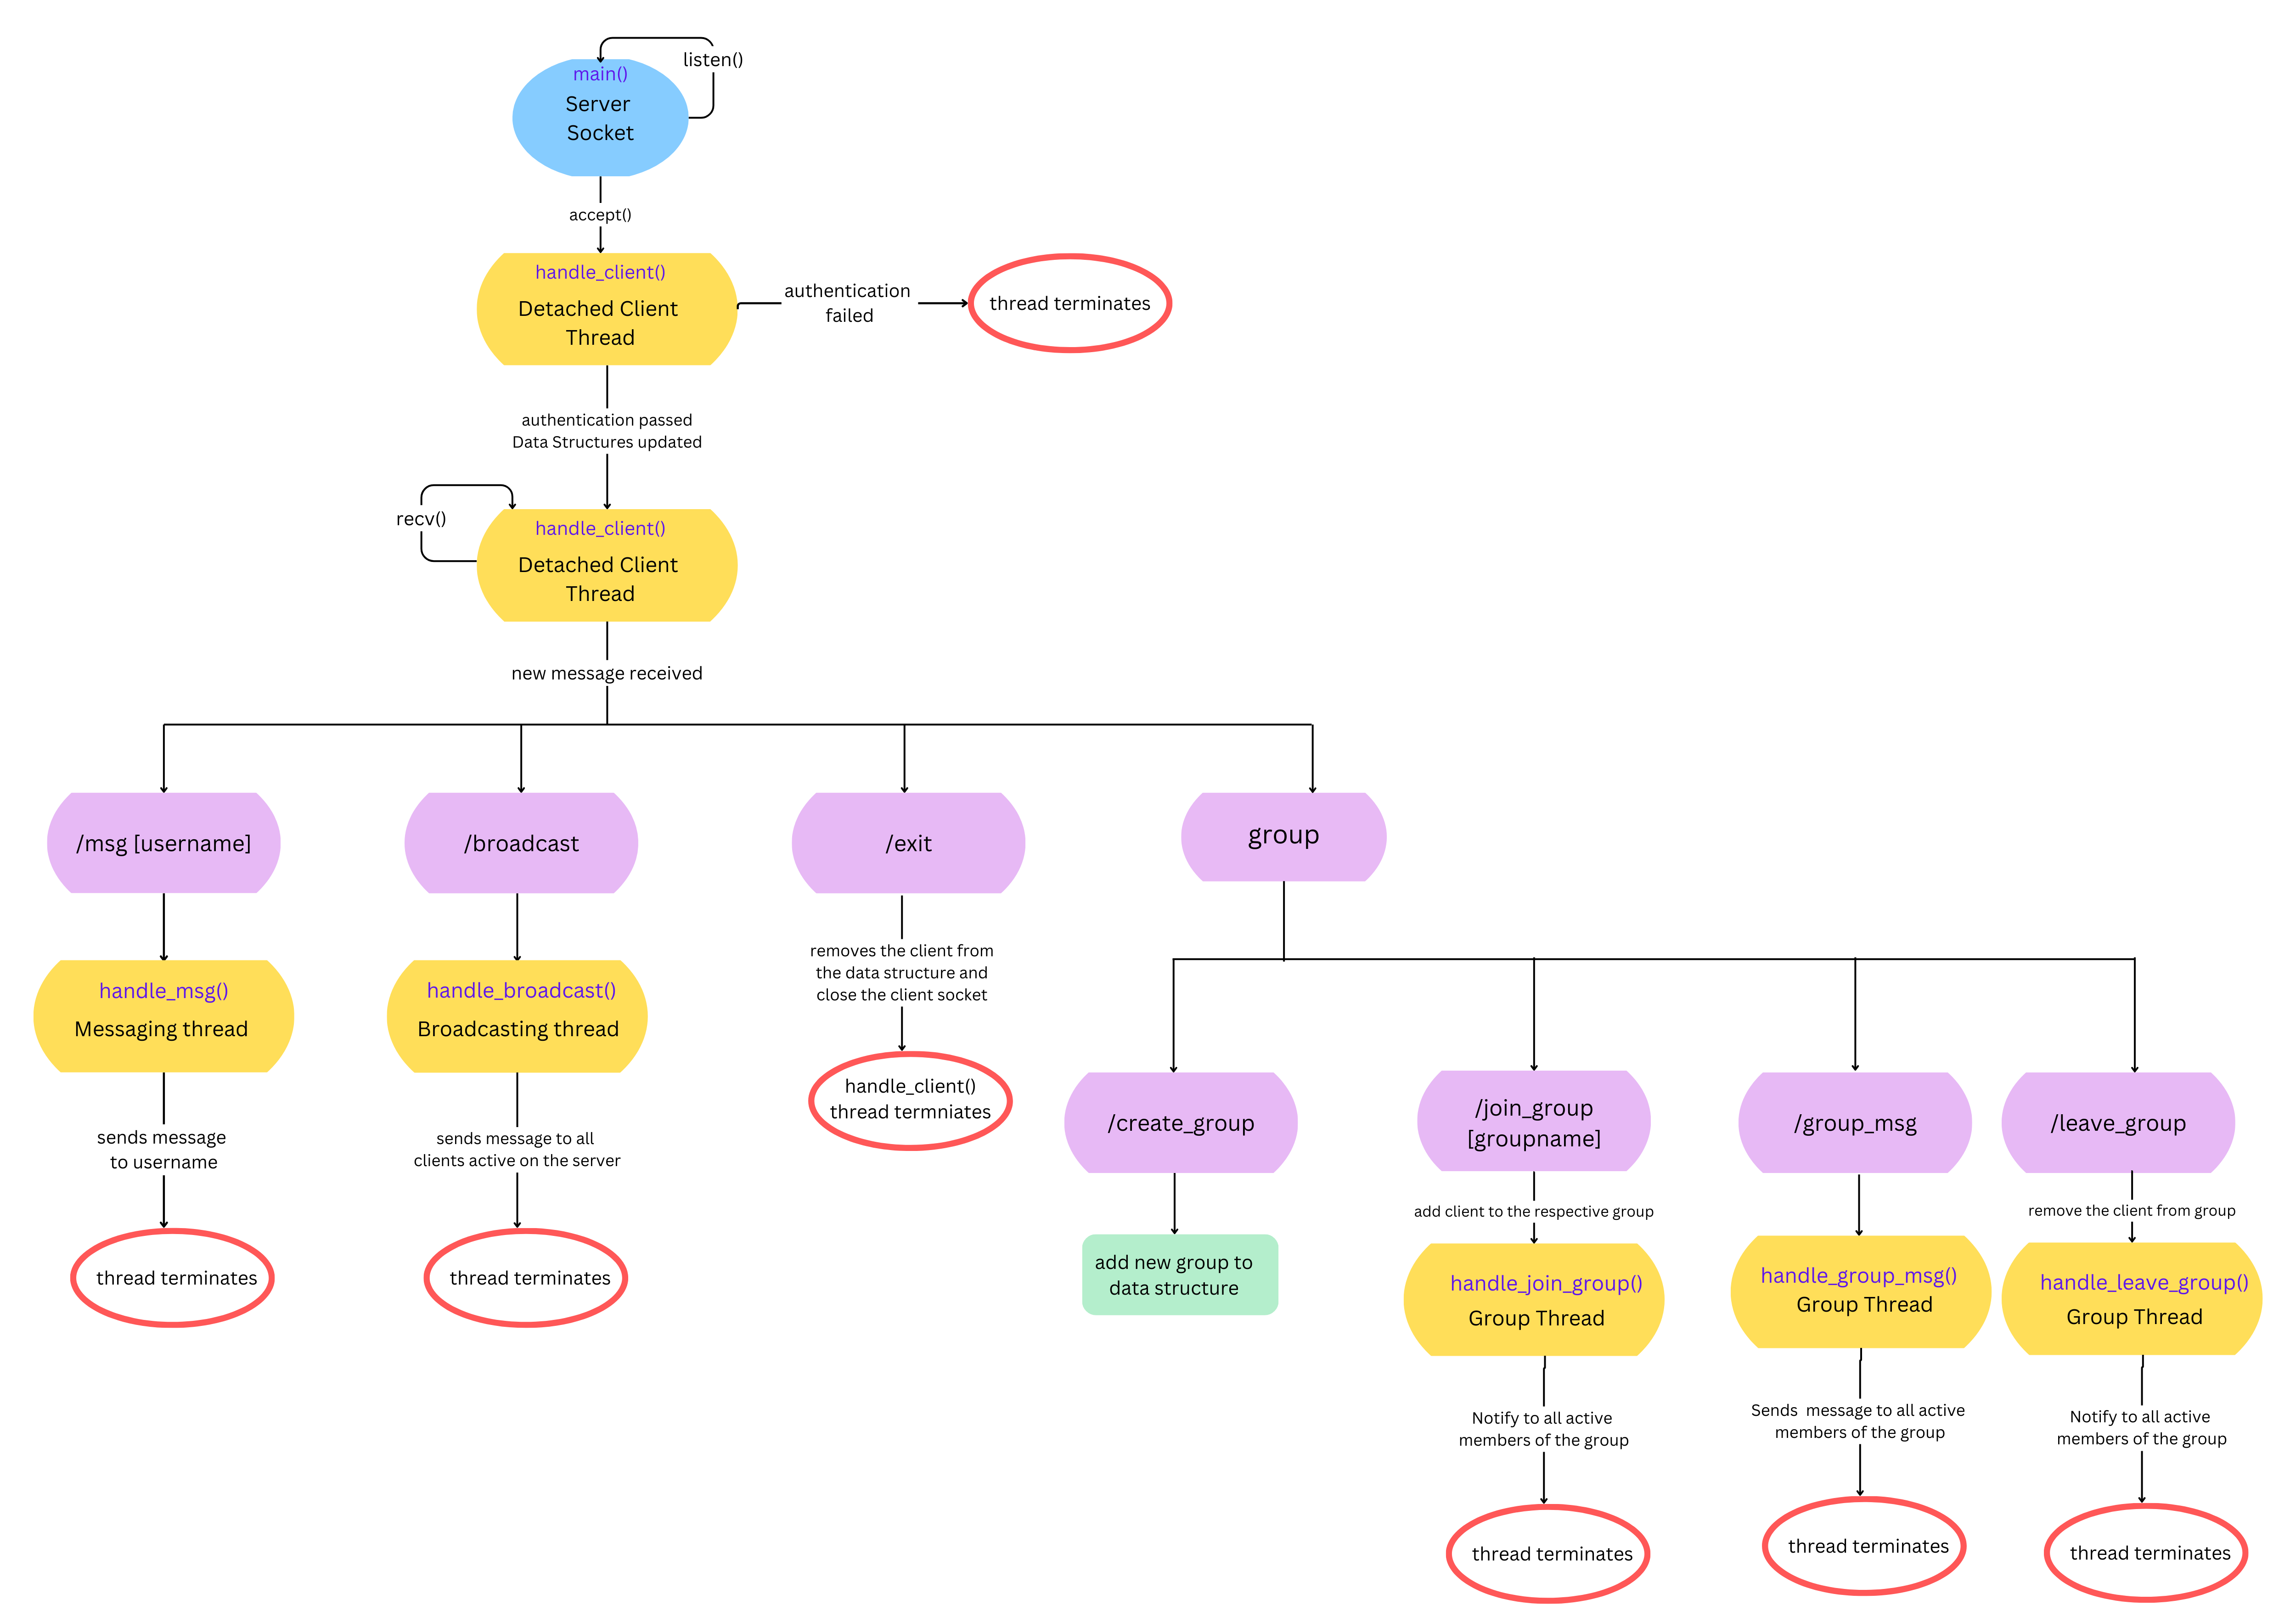 listen()
main()
Server
Socket
accept()
handle_client()
Detached Client
Thread
authentication
failed
thread terminates
authentication passed
Data Structures updated
recv()
handle_client()
Detached Client
Thread
new message received
/msg [username]
/broadcast
/exit
group
handle_msg()
Messaging thread
handle_broadcast()
Broadcasting thread
removes the client from
the data structure and
close the client socket
handle_client()
thread termniates
sends message
to username
sends message to all
clients active on the server
thread terminates
thread terminates
/create_group
/join_group
[groupname]
/group_msg
/leave_group
add new group to
data structure
add client to the respective group
remove the client from group
handle_join_group()
Group Thread
handle_group_msg()
Group Thread
handle_leave_group()
Group Thread
Notify to all active
members of the group
Sends  message to all active
members of the group
Notify to all active
members of the group
thread terminates
thread terminates
thread terminates